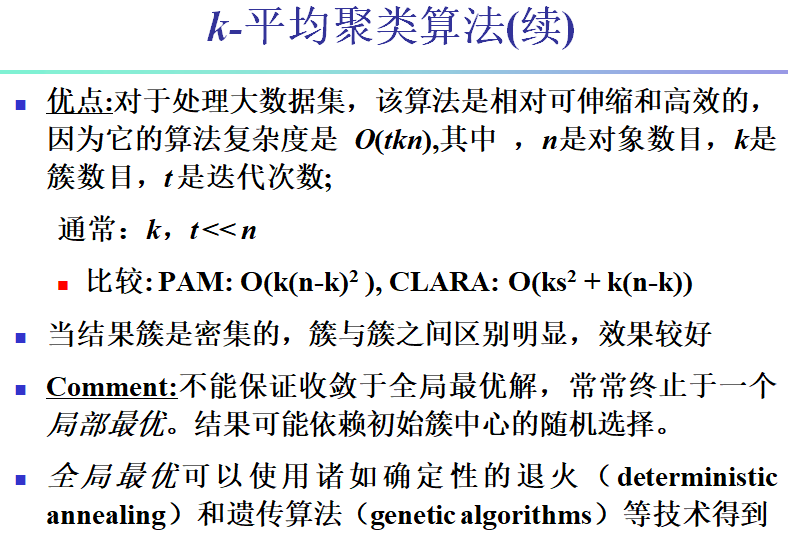 k-平均聚类算法(续)
优点:对于处理大数据集，该算法是相对可伸缩和高效的，
因为它的算法复杂度是 O(tkn),其中 ，n是对象数目，k是
簇数目，t 是迭代次数;
通常：k，t << n
比较: PAM: O(k(n-k)² ), CLARA: O(ks² + k(n-k))
当结果簇是密集的，簇与簇之间区别明显，效果较好
Comment:不能保证收敛于全局最优解，常常终止于一个
局部最优。结果可能依赖初始簇中心的随机选择。
全局最优可以使用诸如确定性的退火（deterministic
annealing）和遗传算法（genetic algorithms）等技术得到